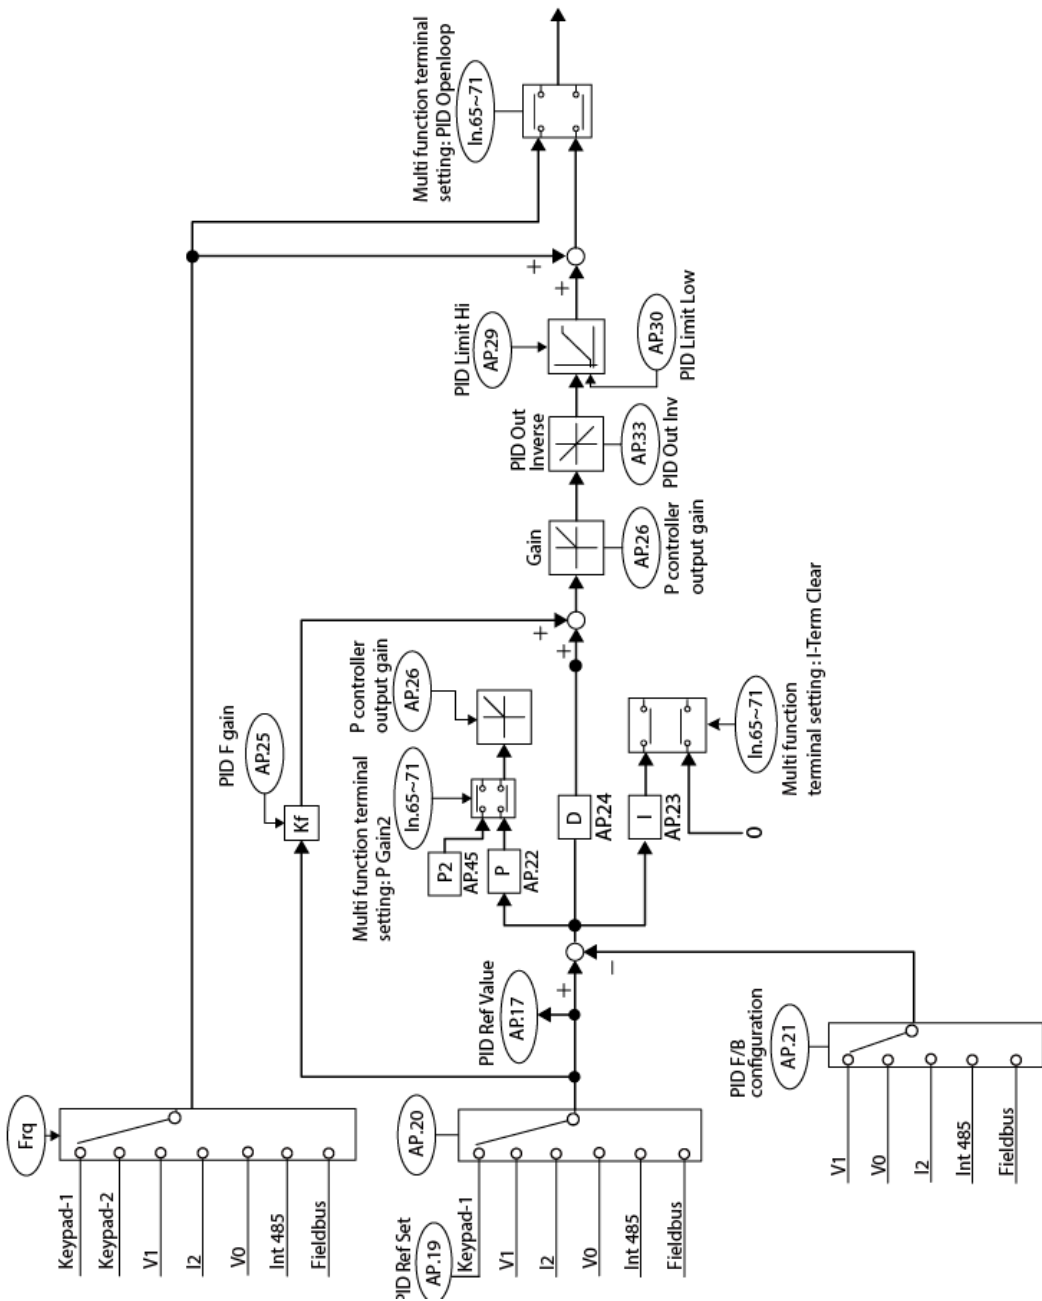 Multi function terminal
setting: PID Openloop
In.65~71
+
+
PID Limit Hi
AP.29
AP.30
PID Limit Low
PID Out
Inverse
AP.33
PID Out Inv
Gain
AP.26
P controller
output gain
+
+
PID F gain
AP.25
Kf
P controller
output gain
AP.26
Multi function terminal
setting: P Gain2
In.65~71
P2
AP.45
P
AP.22
D
AP.24
I
AP.23
0
In.65~71
Multi function
terminal setting : I-Term Clear
PID Ref Value
AP.17
+
−
PID F/B
configuration
AP.21
V1
V0
I2
Int 485
Fieldbus
Frq
Keypad-1
Keypad-2
V1
I2
V0
Int 485
Fieldbus
AP.20
PID Ref Set
AP.19
Keypad-1
V1
I2
V0
Int 485
Fieldbus